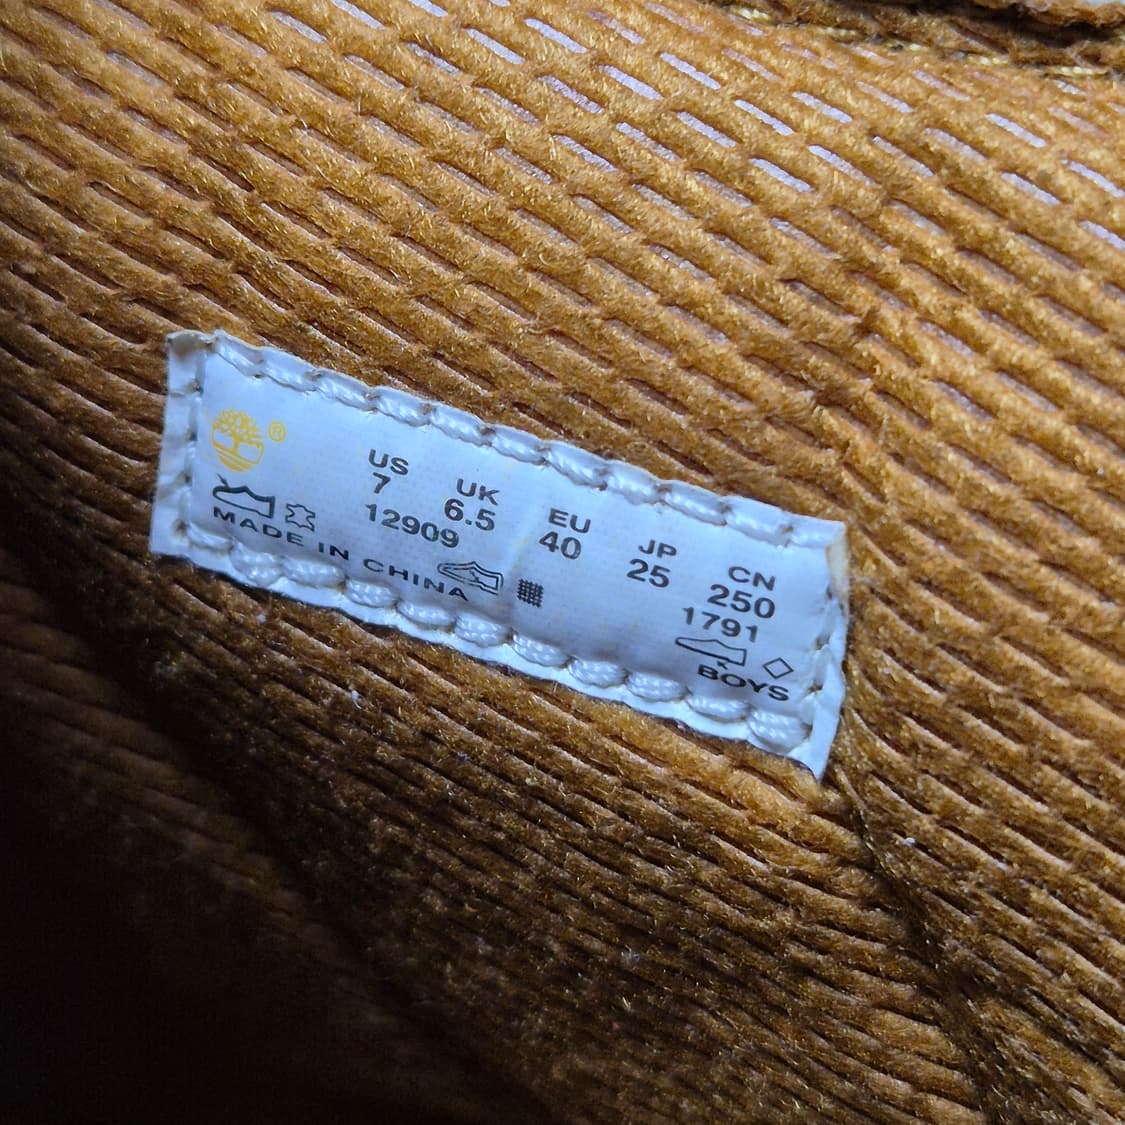 ®
US UK EU JP CN
7 6.5 40 25 250
12909 1791
MADE IN CHINA BOYS